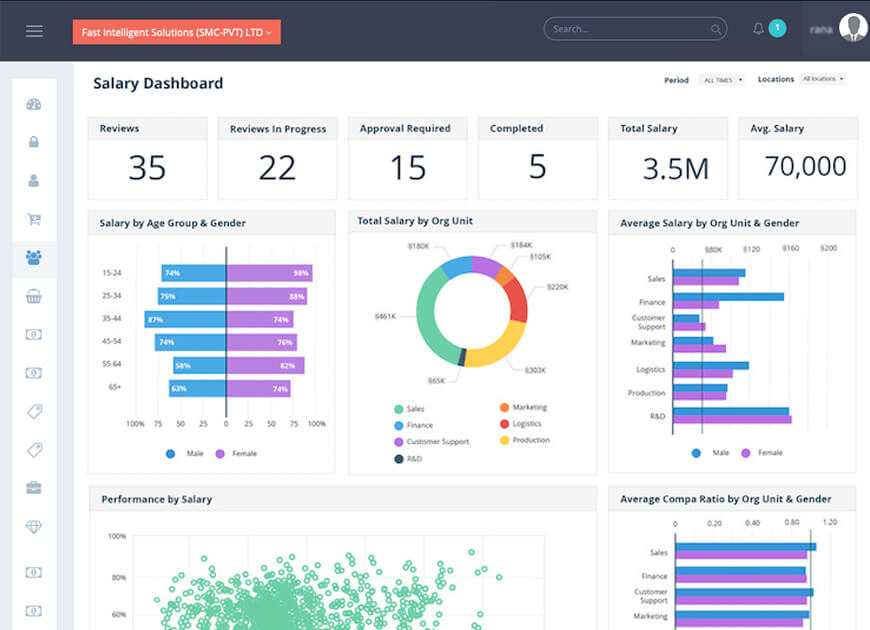 Fast Intelligent Solutions (SMC-PVT) LTD
Search...
1
rana
Salary Dashboard
Period
ALL TIMES
Locations
All locations
Reviews
35
Reviews In Progress
22
Approval Required
15
Completed
5
Total Salary
3.5M
Avg. Salary
70,000
Salary by Age Group & Gender
15-24 74% 98%
25-34 75% 88%
35-44 87% 74%
45-54 74% 76%
55-64 58% 82%
65+ 63% 74%
100% 75 50 25 0 25 50 75 100%
Male Female
Total Salary by Org Unit
$180K
$184K
$105K
$220K
$461K
$303K
$65K
Sales
Finance
Customer Support
R&D
Marketing
Logistics
Production
Average Salary by Org Unit & Gender
0 $80K $120 $160 $200
Sales
Finance
Customer
Support
Marketing
Logistics
Production
R&D
Male Female
Performance by Salary
100%
80%
60%
Average Compa Ratio by Org Unit & Gender
0 0.20 0.40 0.80 1.20
Sales
Finance
Customer
Support
Marketing